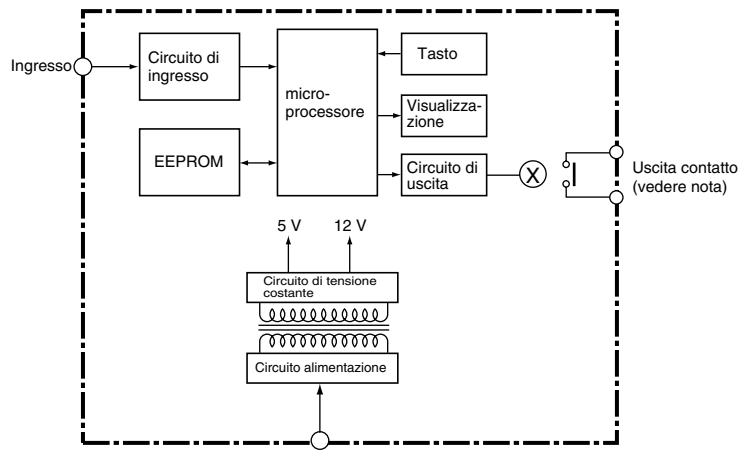 Ingresso
Circuito di
ingresso
micro-
processore
Tasto
Visualizza-
zione
EEPROM
Circuito di
uscita
X
Uscita contatto
(vedere nota)
5 V
12 V
Circuito di tensione
costante
Circuito alimentazione